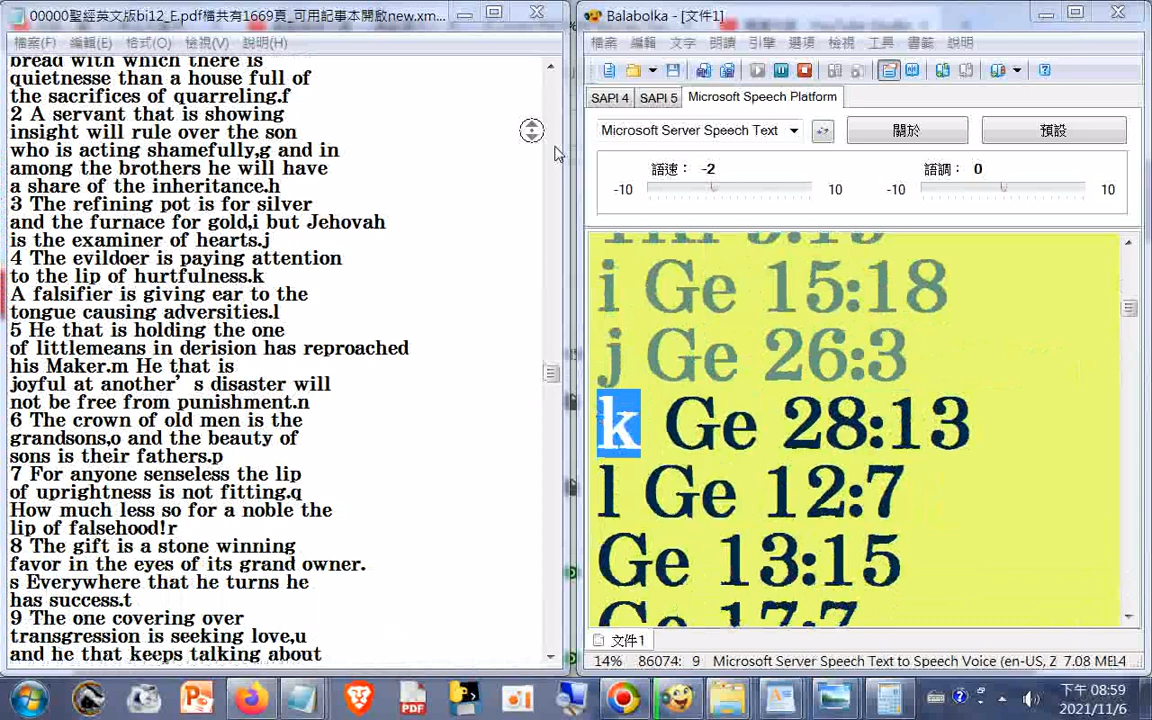 00000聖經英文版bi12_E.pdf檔共有1669頁_可用記事本開啟new.xm...
檔案(F) 編輯(E) 格式(O) 檢視(V) 說明(H)
bread with which there is
quietnesse than a house full of
the sacrifices of quarreling.f
2 A servant that is showing
insight will rule over the son
who is acting shamefully,g and in
among the brothers he will have
a share of the inheritance.h
3 The refining pot is for silver
and the furnace for gold,i but Jehovah
is the examiner of hearts.j
4 The evildoer is paying attention
to the lip of hurtfulness.k
A falsifier is giving ear to the
tongue causing adversities.l
5 He that is holding the one
of littlemeans in derision has reproached
his Maker.m He that is
joyful at another’s disaster will
not be free from punishment.n
6 The crown of old men is the
grandsons,o and the beauty of
sons is their fathers.p
7 For anyone senseless the lip
of uprightness is not fitting.q
How much less so for a noble the
lip of falsehood!r
8 The gift is a stone winning
favor in the eyes of its grand owner.
s Everywhere that he turns he
has success.t
9 The one covering over
transgression is seeking love,u
and he that keeps talking about
Balabolka - [文件1]
檔案 編輯 文字 朗讀 引擎 選項 檢視 工具 書籤 說明
SAPI 4 SAPI 5 Microsoft Speech Platform
Microsoft Server Speech Text 關於 預設
語速: -2 語調: 0
-10 10 -10 10
i Ge 15:18
j Ge 26:3
k Ge 28:13
l Ge 12:7
Ge 13:15
Ge 17:7
文件1
14% 86074: 9 Microsoft Server Speech Text to Speech Voice (en-US, Z 7.08 ME
下午 08:59
2021/11/6